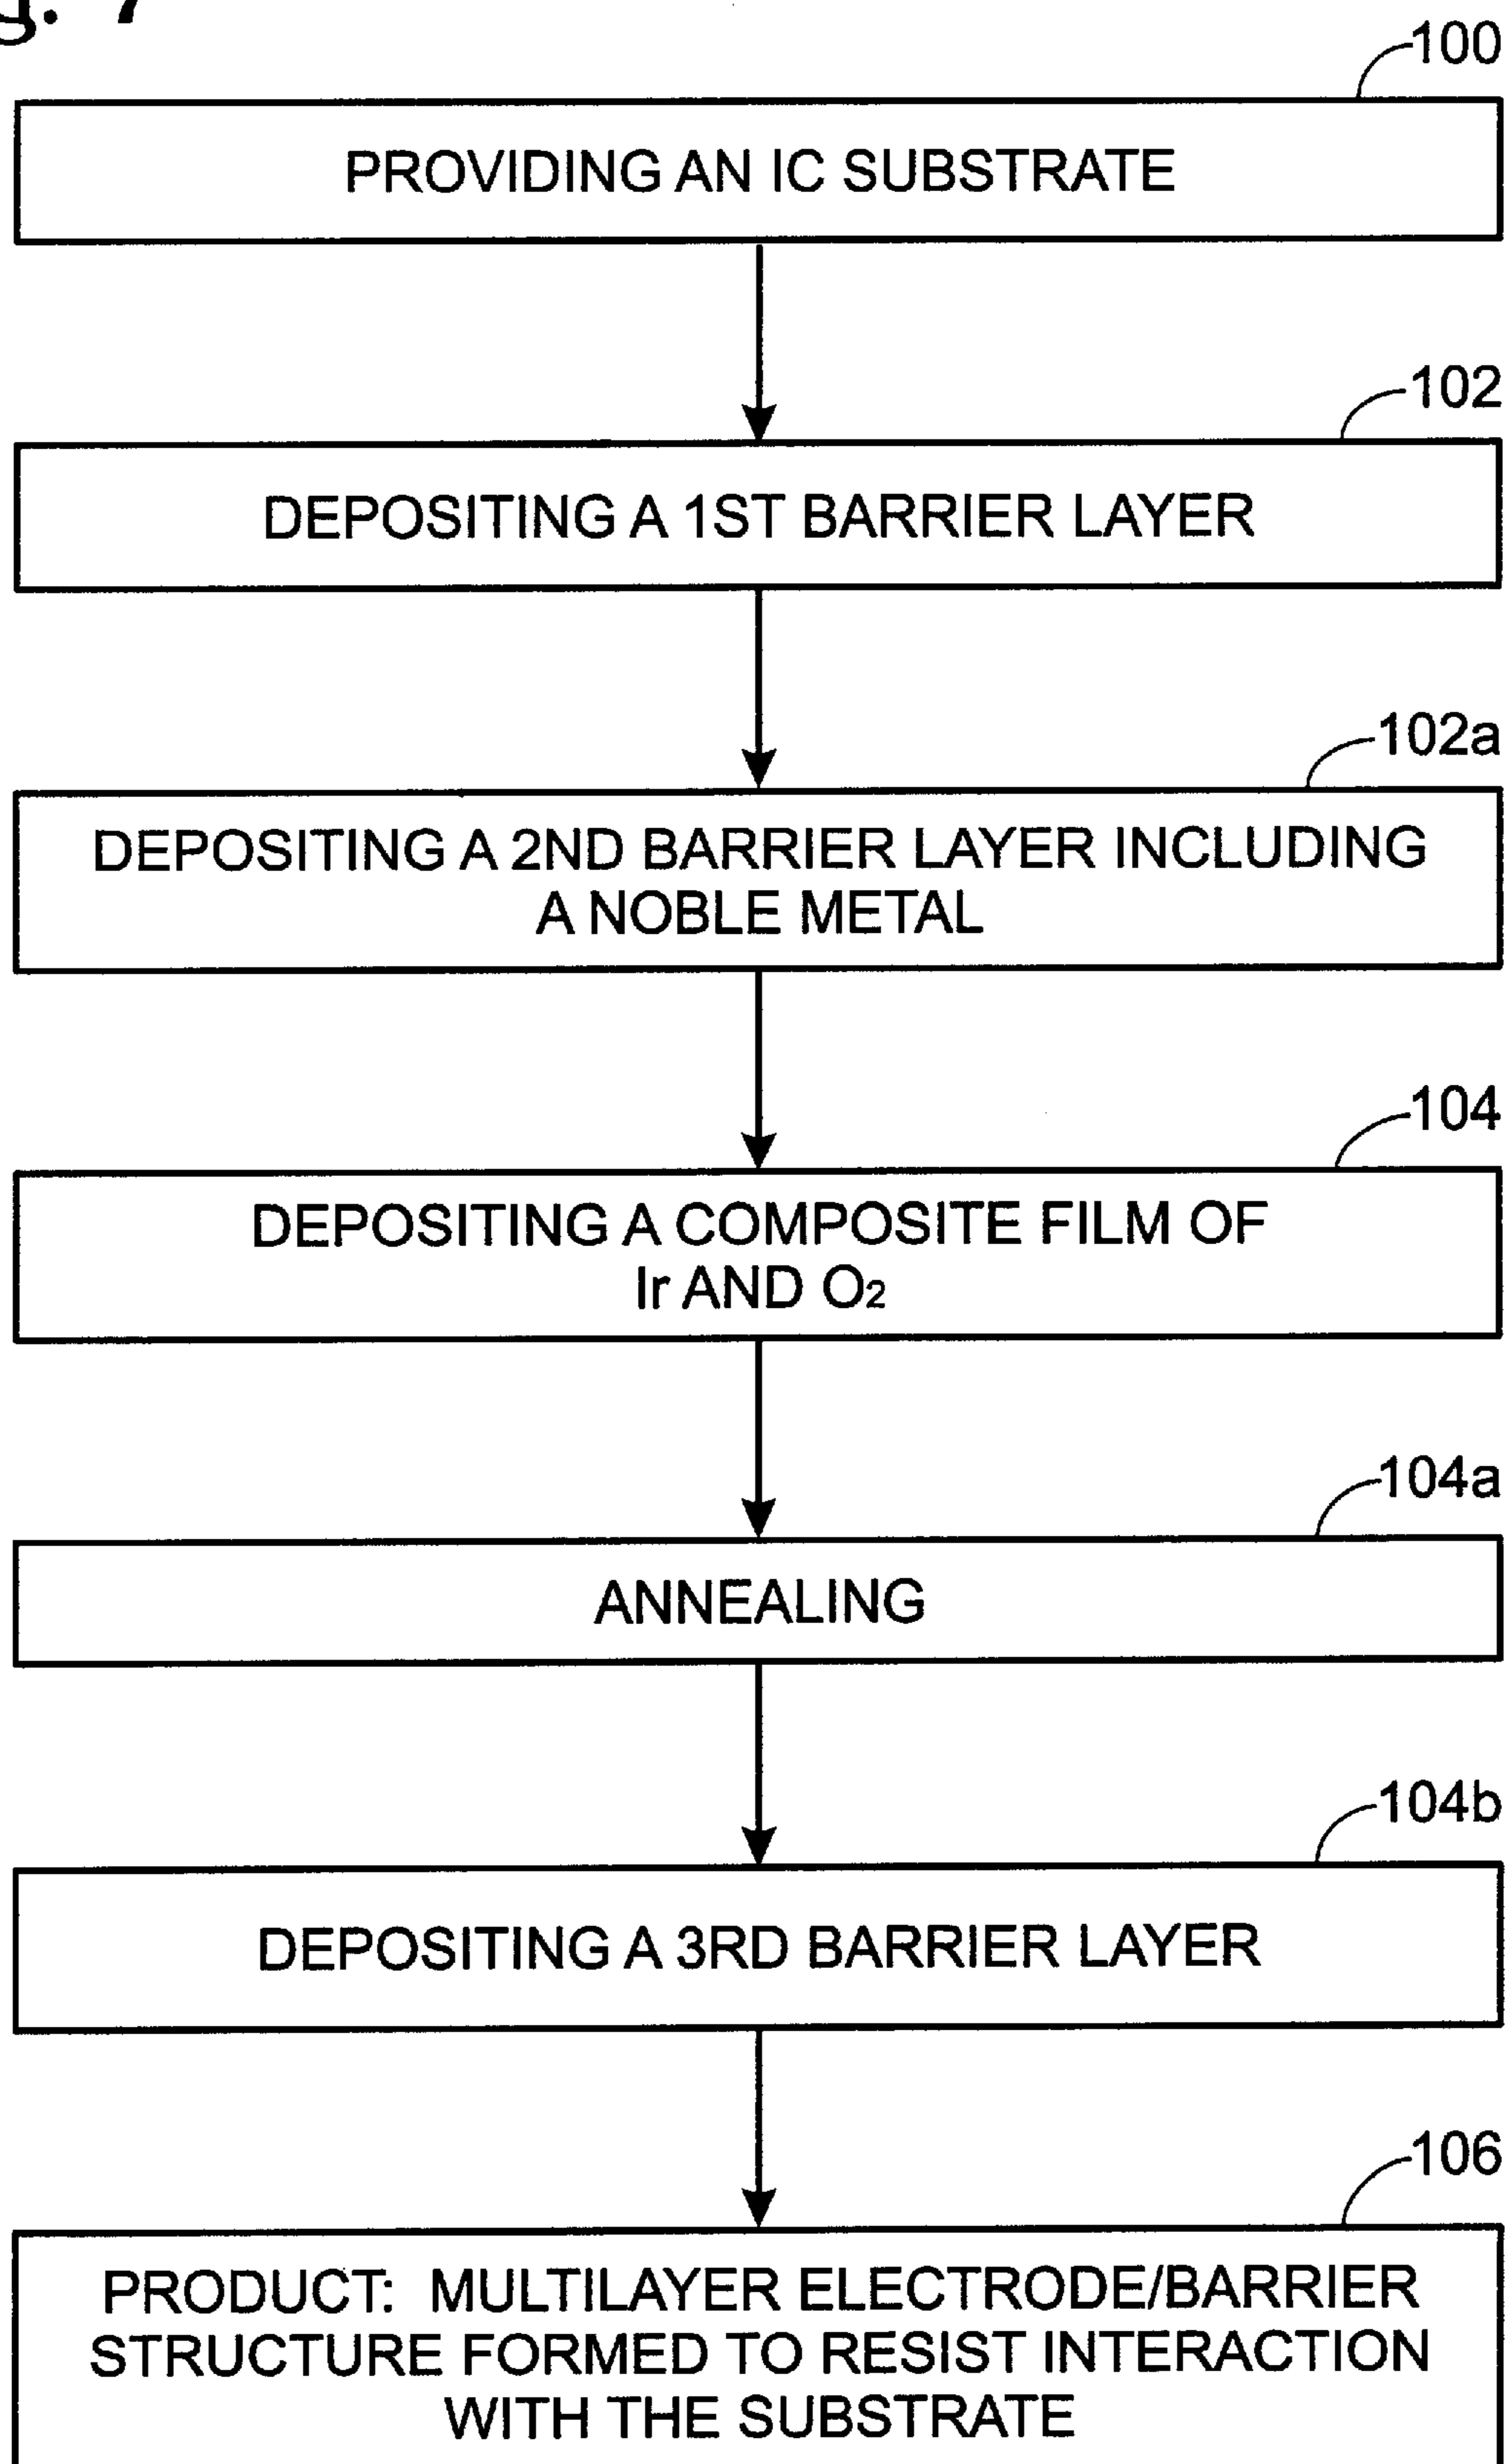 g. 7
100
PROVIDING AN IC SUBSTRATE
102
DEPOSITING A 1ST BARRIER LAYER
102a
DEPOSITING A 2ND BARRIER LAYER INCLUDING
A NOBLE METAL
104
DEPOSITING A COMPOSITE FILM OF
Ir AND O₂
104a
ANNEALING
104b
DEPOSITING A 3RD BARRIER LAYER
106
PRODUCT: MULTILAYER ELECTRODE/BARRIER
STRUCTURE FORMED TO RESIST INTERACTION
WITH THE SUBSTRATE